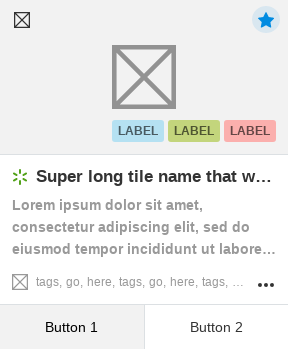 LABEL LABEL LABEL
Super long tile name that w…
Lorem ipsum dolor sit amet,
consectetur adipiscing elit, sed do
eiusmod tempor incididunt ut labore…
tags, go, here, tags, go, here, tags, …
Button 1 Button 2